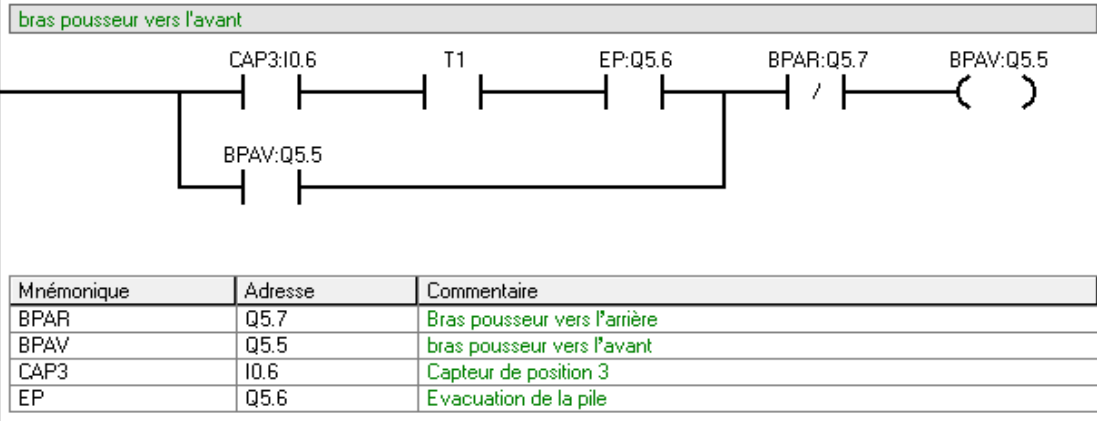 bras pousseur vers l'avant
CAP3:I0.6 T1 EP:Q5.6 BPAR:Q5.7 BPAV:Q5.5
/
BPAV:Q5.5
Mnémonique Adresse Commentaire
BPAR Q5.7 Bras pousseur vers l'arrière
BPAV Q5.5 bras pousseur vers l'avant
CAP3 I0.6 Capteur de position 3
EP Q5.6 Evacuation de la pile